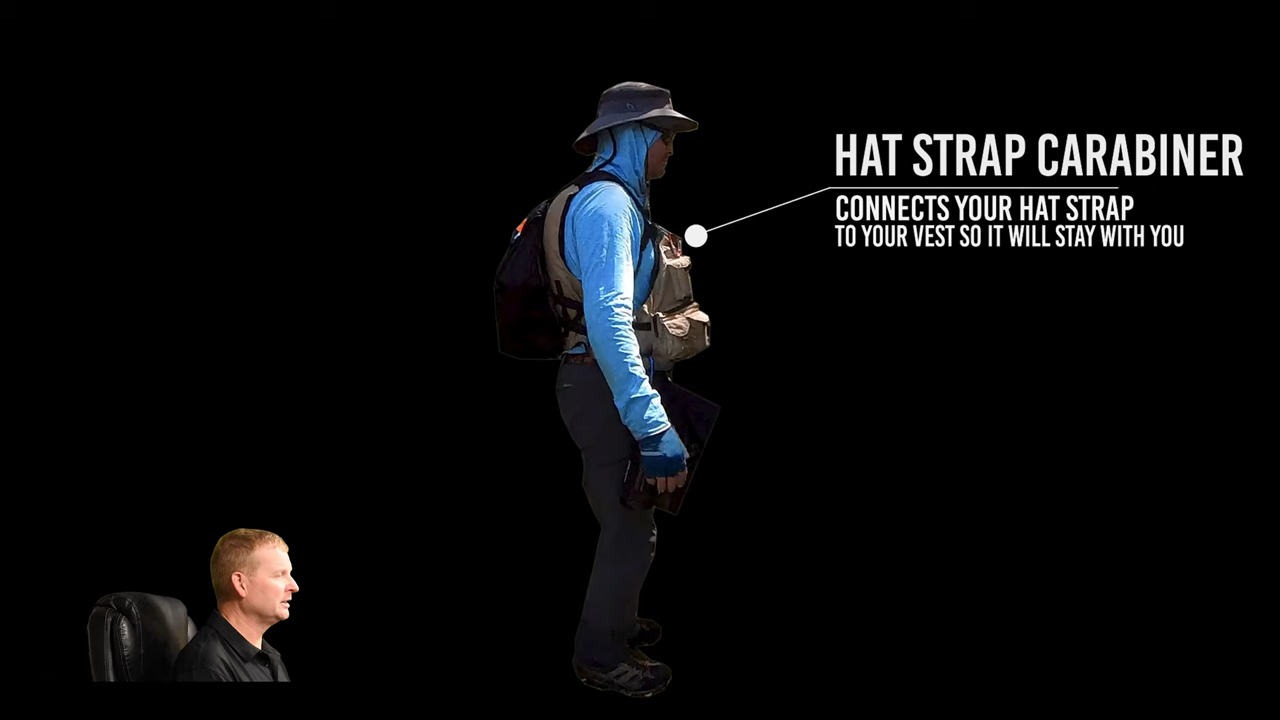 HAT STRAP CARABINER
CONNECTS YOUR HAT STRAP
TO YOUR VEST SO IT WILL STAY WITH YOU